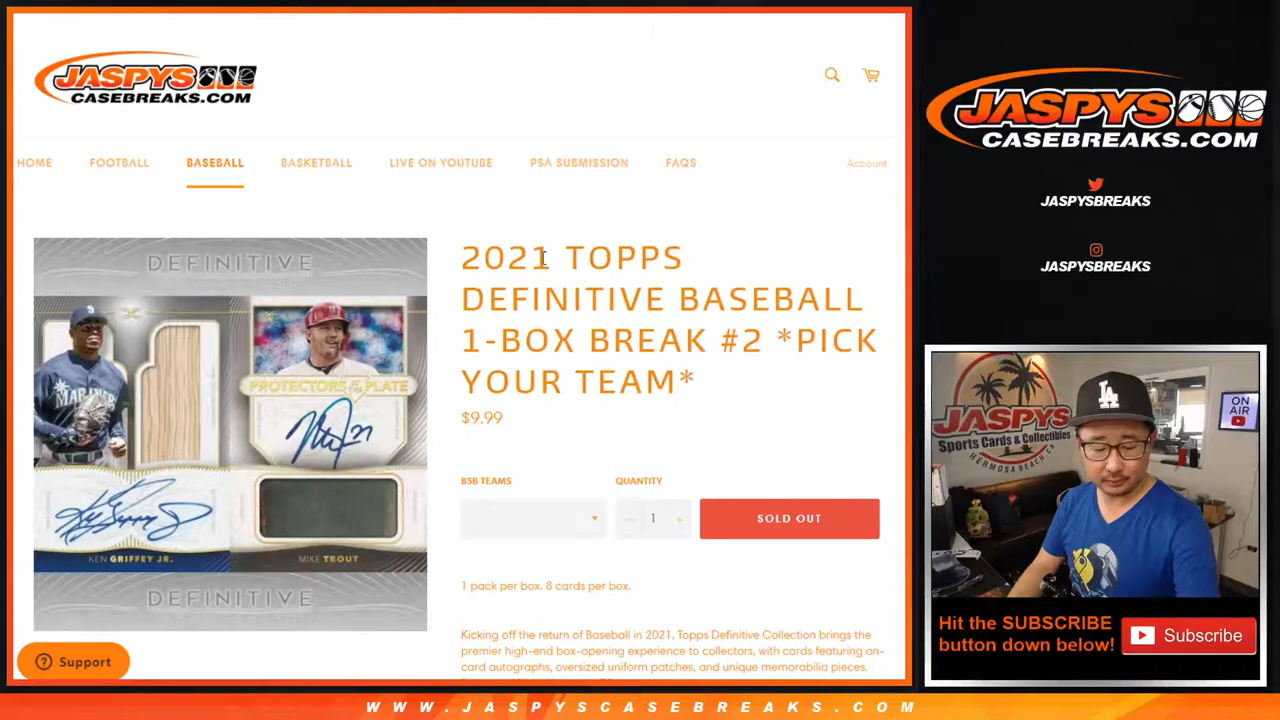 JASPYS
CASEBREAKS.COM
HOME
FOOTBALL
BASEBALL
BASKETBALL
LIVE ON YOUTUBE
PSA SUBMISSION
FAQS
Account
DEFINITIVE
PROTECTORS OF THE PLATE
MARINERS
KEN GRIFFEY JR.
MIKE TROUT
DEFINITIVE
2021 TOPPS
DEFINITIVE BASEBALL
1-BOX BREAK #2 *PICK
YOUR TEAM*
$9.99
BSB TEAMS
QUANTITY
1
SOLD OUT
1 pack per box. 8 cards per box.
Kicking off the return of Baseball in 2021, Topps Definitive Collection brings the
premier high-end box-opening experience to collectors, with cards featuring on-
card autographs, oversized uniform patches, and unique memorabilia pieces.
Support
JASPYS
CASEBREAKS.COM
JASPYSBREAKS
JASPYSBREAKS
JASPYS
Sports Cards & Collectibles
HERMOSA BEACH, CA
LA
ON
AIR
Hit the SUBSCRIBE
button down below!
Subscribe
WWW.JASPYSCASEBREAKS.COM